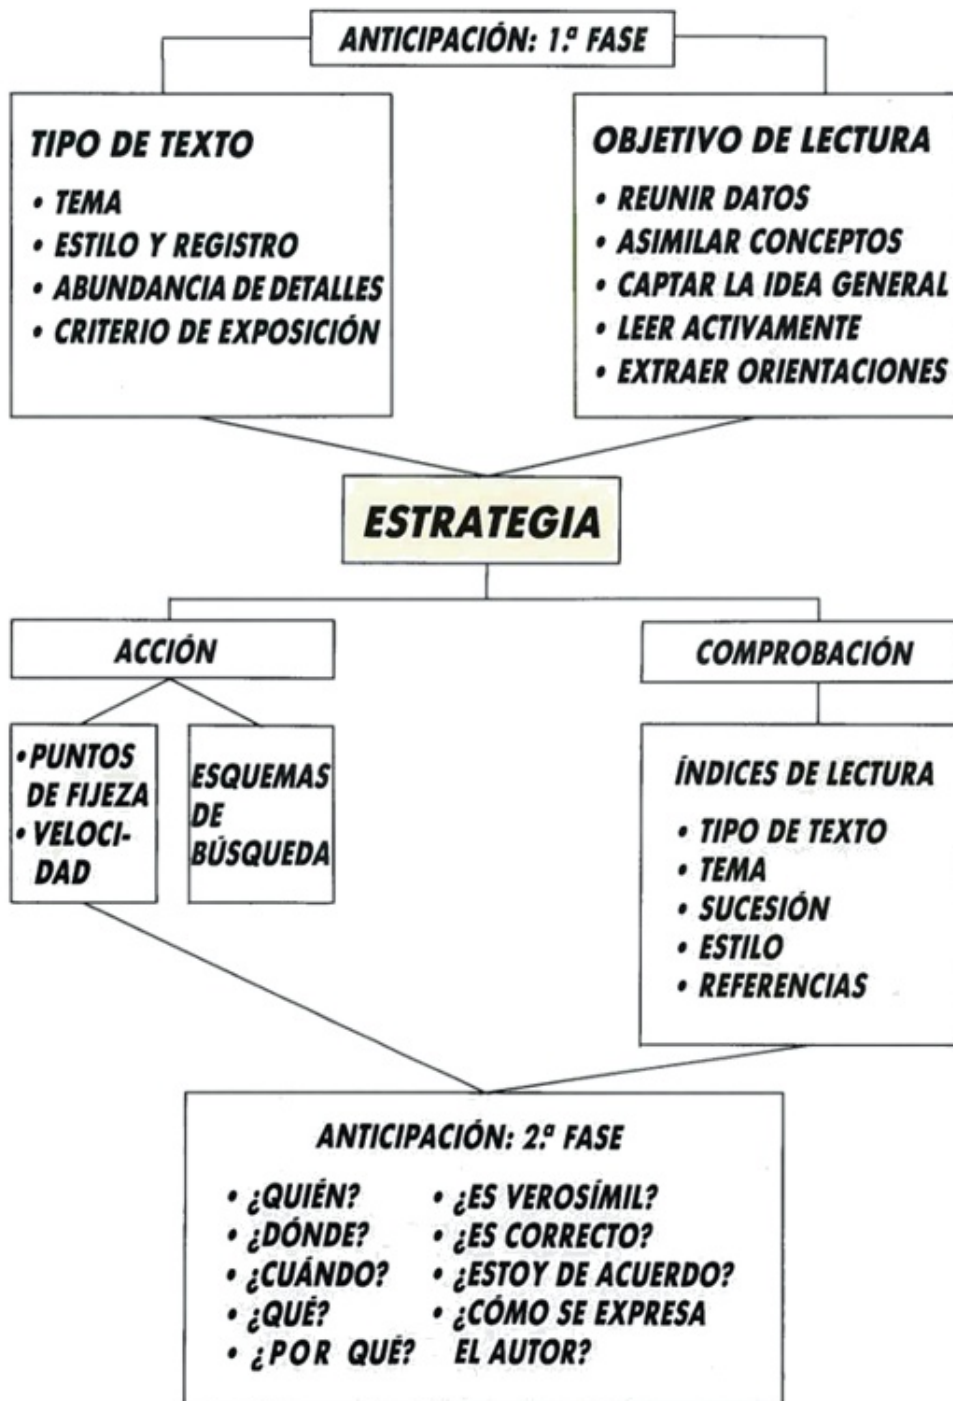 ANTICIPACIÓN: 1.ª FASE
TIPO DE TEXTO
• TEMA
• ESTILO Y REGISTRO
• ABUNDANCIA DE DETALLES
• CRITERIO DE EXPOSICIÓN
OBJETIVO DE LECTURA
• REUNIR DATOS
• ASIMILAR CONCEPTOS
• CAPTAR LA IDEA GENERAL
• LEER ACTIVAMENTE
• EXTRAER ORIENTACIONES
ESTRATEGIA
ACCIÓN
• PUNTOS
DE FIJEZA
• VELOCI-
DAD
ESQUEMAS
DE
BÚSQUEDA
COMPROBACIÓN
ÍNDICES DE LECTURA
• TIPO DE TEXTO
• TEMA
• SUCESIÓN
• ESTILO
• REFERENCIAS
ANTICIPACIÓN: 2.ª FASE
• ¿QUIÉN?
• ¿DÓNDE?
• ¿CUÁNDO?
• ¿QUÉ?
• ¿POR QUÉ?
• ¿ES VEROSÍMIL?
• ¿ES CORRECTO?
• ¿ESTOY DE ACUERDO?
• ¿CÓMO SE EXPRESA
EL AUTOR?